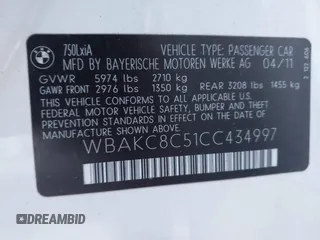 750LxiA
VEHICLE TYPE: PASSENGER CAR
MFD BY BAYERISCHE MOTOREN WERKE AG 04/11
GVWR 5974 lbs 2710 kg
GAWR FRONT 2976 lbs 1350 kg REAR 3208 lbs 1455 kg
THIS VEHICLE CONFORMS TO ALL APPLICABLE
FEDERAL MOTOR VEHICLE SAFETY, BUMPER AND
THEFT PREVENTION STANDARDS IN EFFECT ON THE
DATE OF MANUFACTURE SHOWN ABOVE.
WBAKC8C51CC434997
DREAMBID